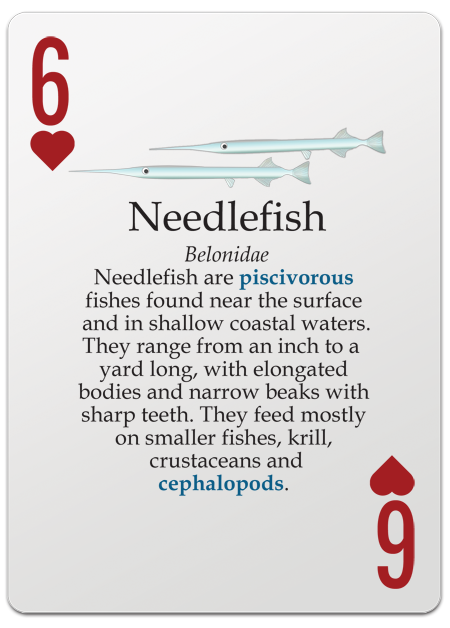 6
Needlefish
Belonidae
Needlefish are piscivorous
fishes found near the surface
and in shallow coastal waters.
They range from an inch to a
yard long, with elongated
bodies and narrow beaks with
sharp teeth. They feed mostly
on smaller fishes, krill,
crustaceans and
cephalopods.
6